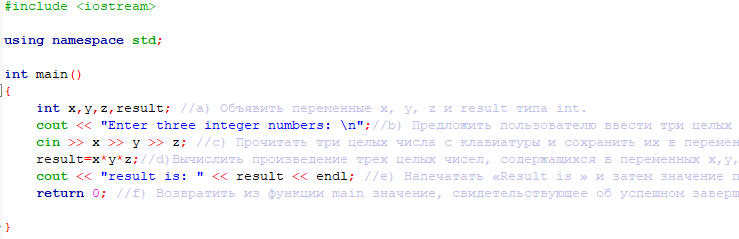 #include <iostream>
using namespace std;
int main()
{
int x,y,z,result; //a) Объявить переменные x, y, z и result типа int.
cout << "Enter three integer numbers: \n";//b) Предложить пользователю ввести три целых
cin >> x >> y >> z; //c) Прочитать три целых числа с клавиатуры и сохранить их в перемен
result=x*y*z;//d)Вычислить произведение трех целых чисел, содержащихся в переменных x,y,
cout << "result is: " << result << endl; //e) Напечатать «Result is » и затем значение п
return 0; //f) Возвратить из функции main значение, свидетельствующее об успешном заверш
}